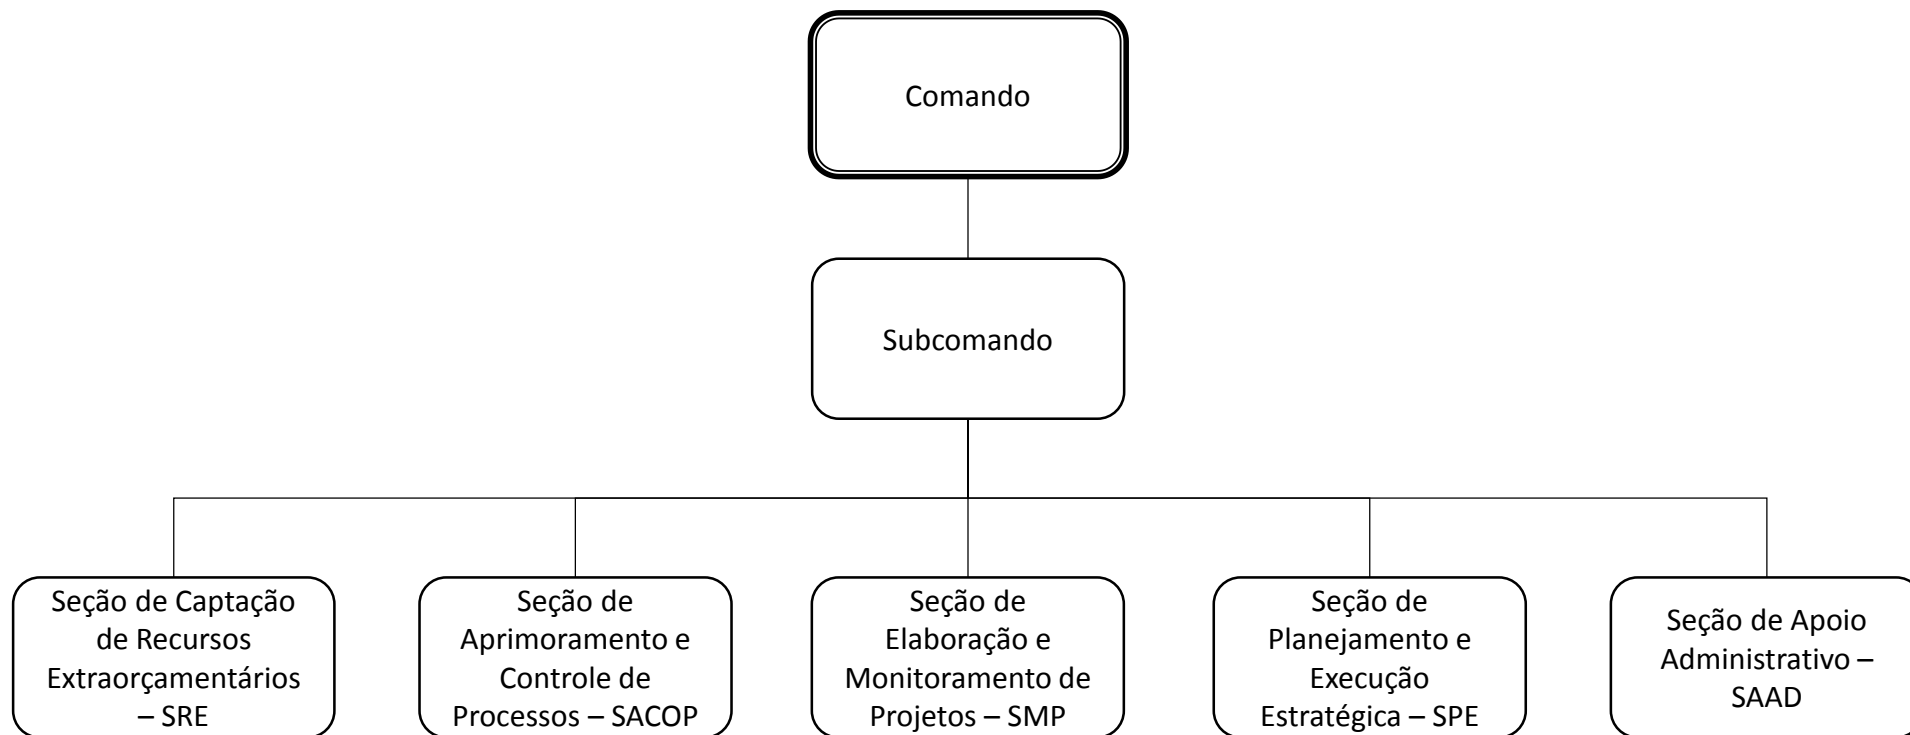 Comando
Subcomando
Seção de Captação
de Recursos
Extraorçamentários
– SRE
Seção de
Aprimoramento e
Controle de
Processos – SACOP
Seção de
Elaboração e
Monitoramento de
Projetos – SMP
Seção de
Planejamento e
Execução
Estratégica – SPE
Seção de Apoio
Administrativo –
SAAD